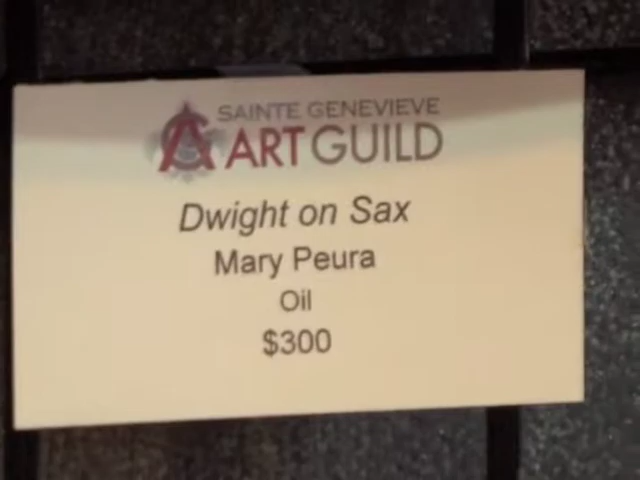 SAINTE GENEVIEVE
ART GUILD
Dwight on Sax
Mary Peura
Oil
$300